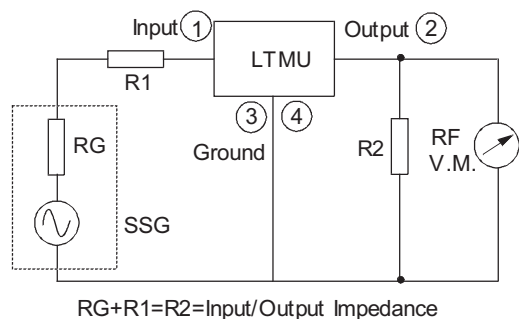 Input ① LTMU Output ②
R1
③ ④
RG Ground R2 RF
V.M.
SSG
RG+R1=R2=Input/Output Impedance